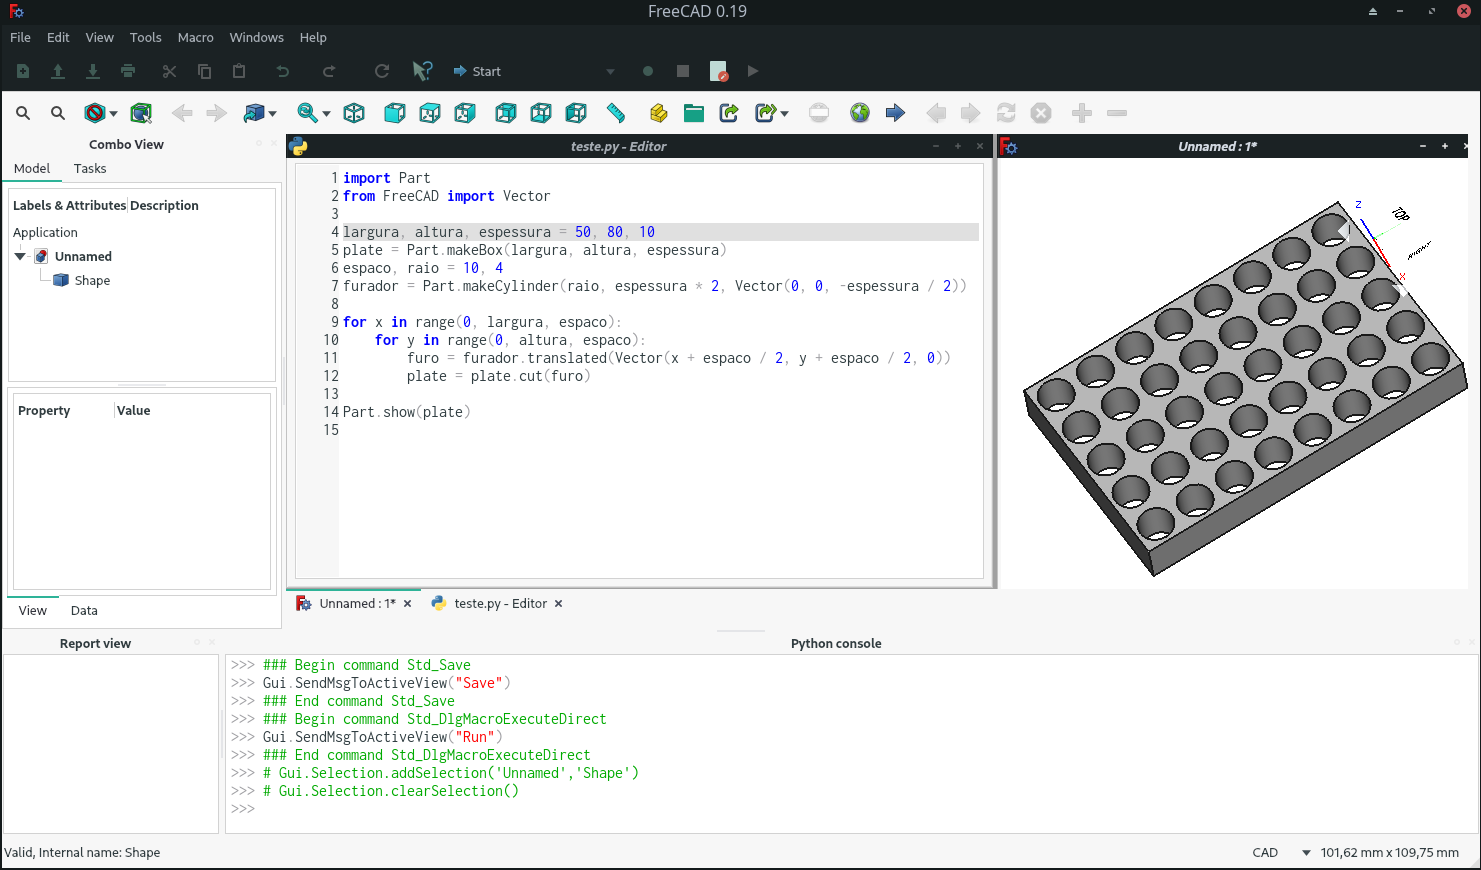 FreeCAD 0.19
File Edit View Tools Macro Windows Help
Start
Combo View
Model Tasks
Labels & Attributes Description
Application
Unnamed
Shape
Property Value
View Data
teste.py - Editor
1 import Part
2 from FreeCAD import Vector
3
4 largura, altura, espessura = 50, 80, 10
5 plate = Part.makeBox(largura, altura, espessura)
6 espaco, raio = 10, 4
7 furador = Part.makeCylinder(raio, espessura * 2, Vector(0, 0, -espessura / 2))
8
9 for x in range(0, largura, espaco):
10     for y in range(0, altura, espaco):
11         furo = furador.translated(Vector(x + espaco / 2, y + espaco / 2, 0))
12         plate = plate.cut(furo)
13
14 Part.show(plate)
15
Unnamed : 1*
Z
TOP
RIGHT
X
Unnamed : 1* teste.py - Editor
Report view
Python console
>>> ### Begin command Std_Save
>>> Gui.SendMsgToActiveView("Save")
>>> ### End command Std_Save
>>> ### Begin command Std_DlgMacroExecuteDirect
>>> Gui.SendMsgToActiveView("Run")
>>> ### End command Std_DlgMacroExecuteDirect
>>> # Gui.Selection.addSelection('Unnamed','Shape')
>>> # Gui.Selection.clearSelection()
>>>
Valid, Internal name: Shape
CAD 101,62 mm x 109,75 mm